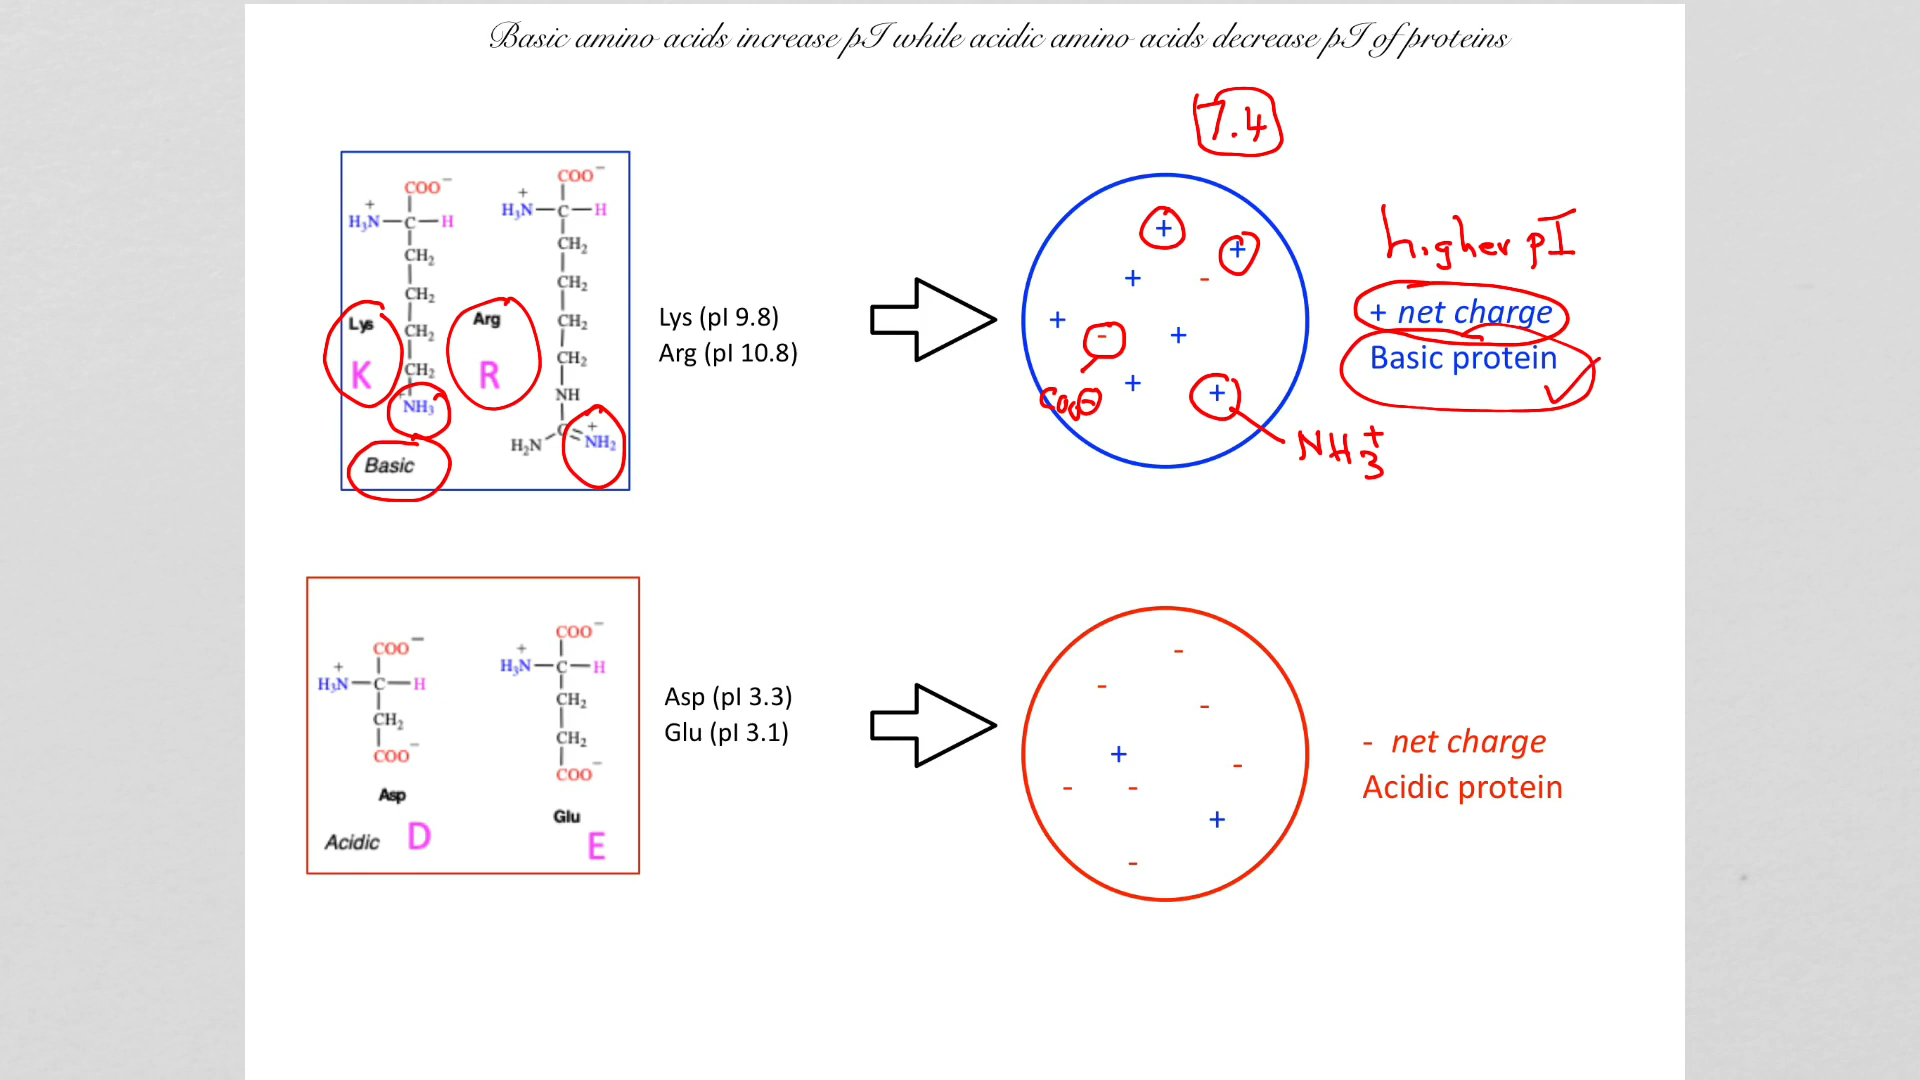 Basic amino acids increase pI while acidic amino acids decrease pI of proteins
7.4
COO⁻
H₃N⁺—C—H
CH₂
CH₂
CH₂
CH₂
⁺NH₃
Lys
K
Basic
COO⁻
H₃N⁺—C—H
CH₂
CH₂
CH₂
CH₂
NH
H₂N C=⁺NH₂
Arg
R
Lys (pI 9.8)
Arg (pI 10.8)
+ +
+ -
+ - +
+ +
COO⊖
NH₃⁺
higher pI
+ net charge
Basic protein
COO⁻
H₃N⁺—C—H
CH₂
COO⁻
Asp
D
Acidic
COO⁻
H₃N⁺—C—H
CH₂
CH₂
COO⁻
Glu
E
Asp (pI 3.3)
Glu (pI 3.1)
-
-
-
+
-
- -
+
-
- net charge
Acidic protein